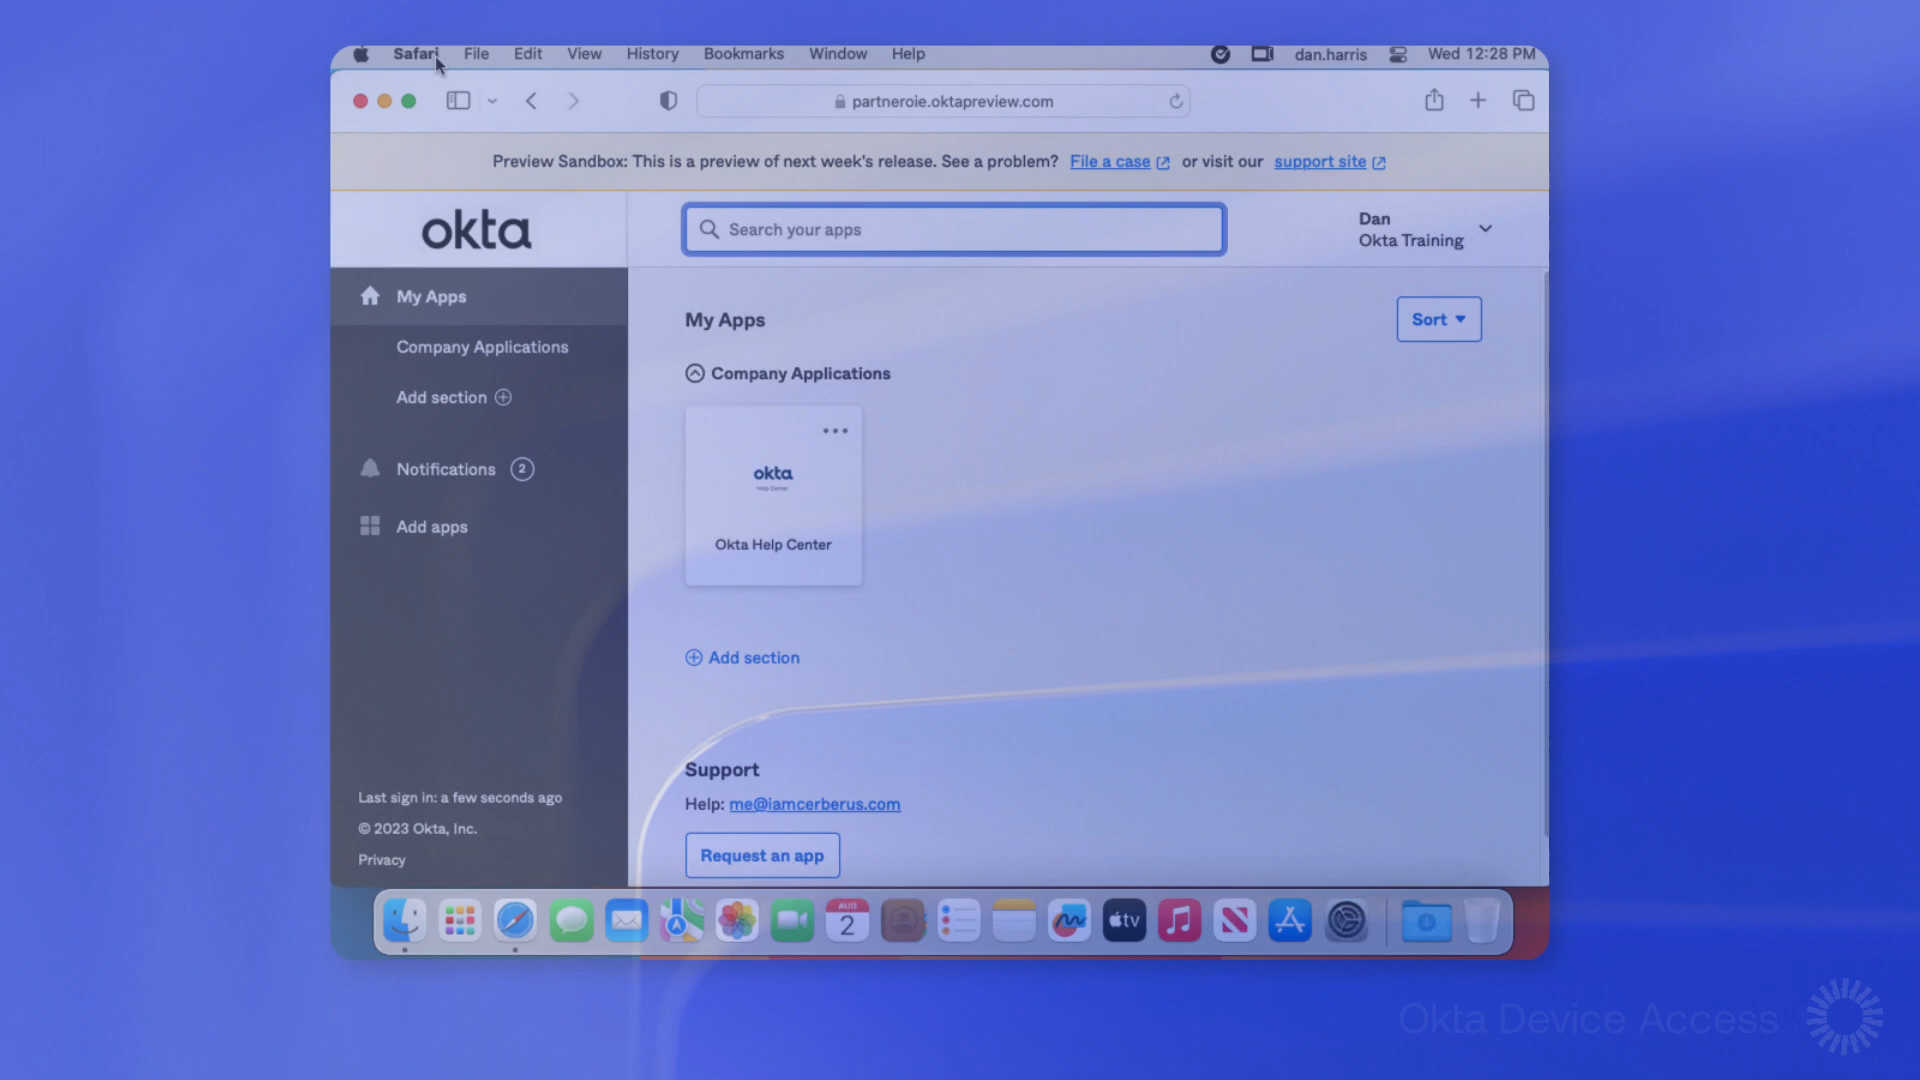 Safari File Edit View History Bookmarks Window Help dan.harris Wed 12:28 PM
partneroie.oktapreview.com
Preview Sandbox: This is a preview of next week's release. See a problem? File a case or visit our support site
okta
Search your apps
Dan
Okta Training
My Apps
Company Applications
Add section
Notifications 2
Add apps
Last sign in: a few seconds ago
© 2023 Okta, Inc.
Privacy
My Apps
Sort
Company Applications
okta
Help Center
Okta Help Center
Add section
Support
Help: me@iamcerberus.com
Request an app
AUG
2
tv
Okta Device Access